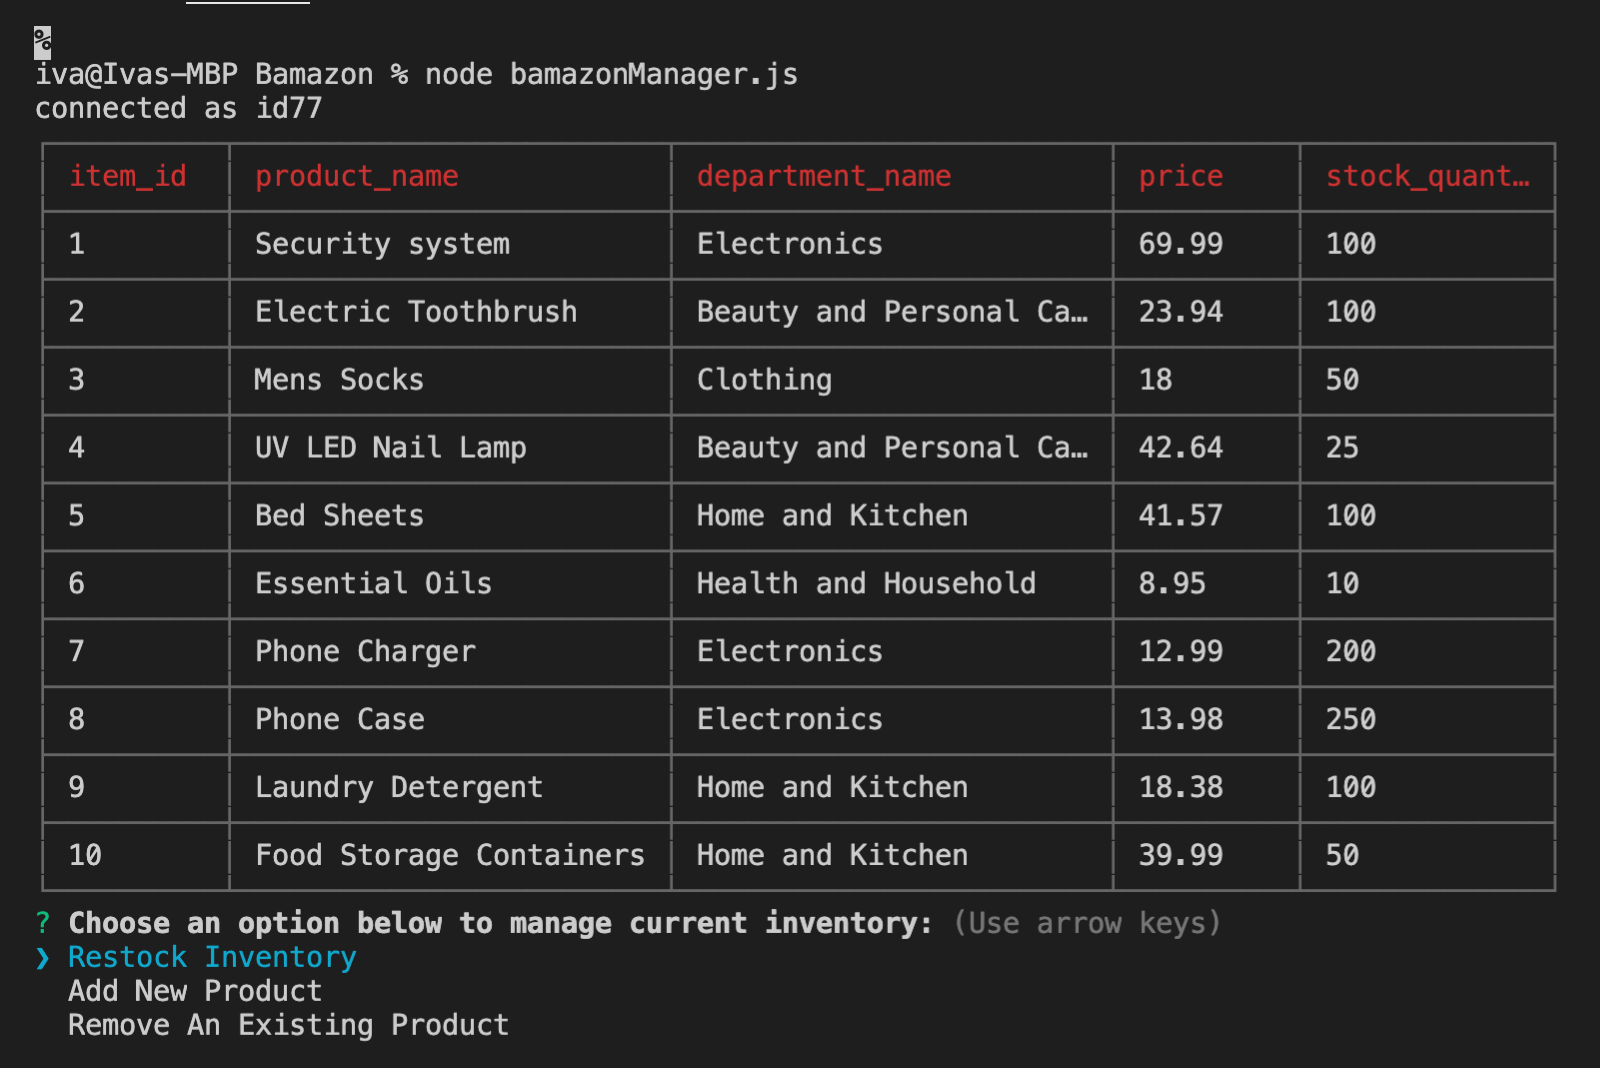 %
iva@Ivas-MBP Bamazon % node bamazonManager.js
connected as id77
item_id product_name department_name price stock_quant…
1 Security system Electronics 69.99 100
2 Electric Toothbrush Beauty and Personal Ca… 23.94 100
3 Mens Socks Clothing 18 50
4 UV LED Nail Lamp Beauty and Personal Ca… 42.64 25
5 Bed Sheets Home and Kitchen 41.57 100
6 Essential Oils Health and Household 8.95 10
7 Phone Charger Electronics 12.99 200
8 Phone Case Electronics 13.98 250
9 Laundry Detergent Home and Kitchen 18.38 100
10 Food Storage Containers Home and Kitchen 39.99 50
? Choose an option below to manage current inventory: (Use arrow keys)
❯ Restock Inventory
Add New Product
Remove An Existing Product